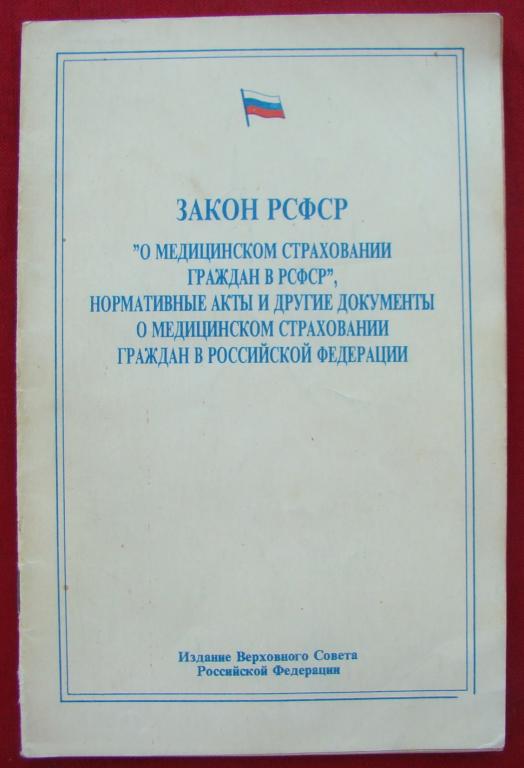 ЗАКОН РСФСР
"О МЕДИЦИНСКОМ СТРАХОВАНИИ
ГРАЖДАН В РСФСР",
НОРМАТИВНЫЕ АКТЫ И ДРУГИЕ ДОКУМЕНТЫ
О МЕДИЦИНСКОМ СТРАХОВАНИИ
ГРАЖДАН В РОССИЙСКОЙ ФЕДЕРАЦИИ
Издание Верховного Совета
Российской Федерации